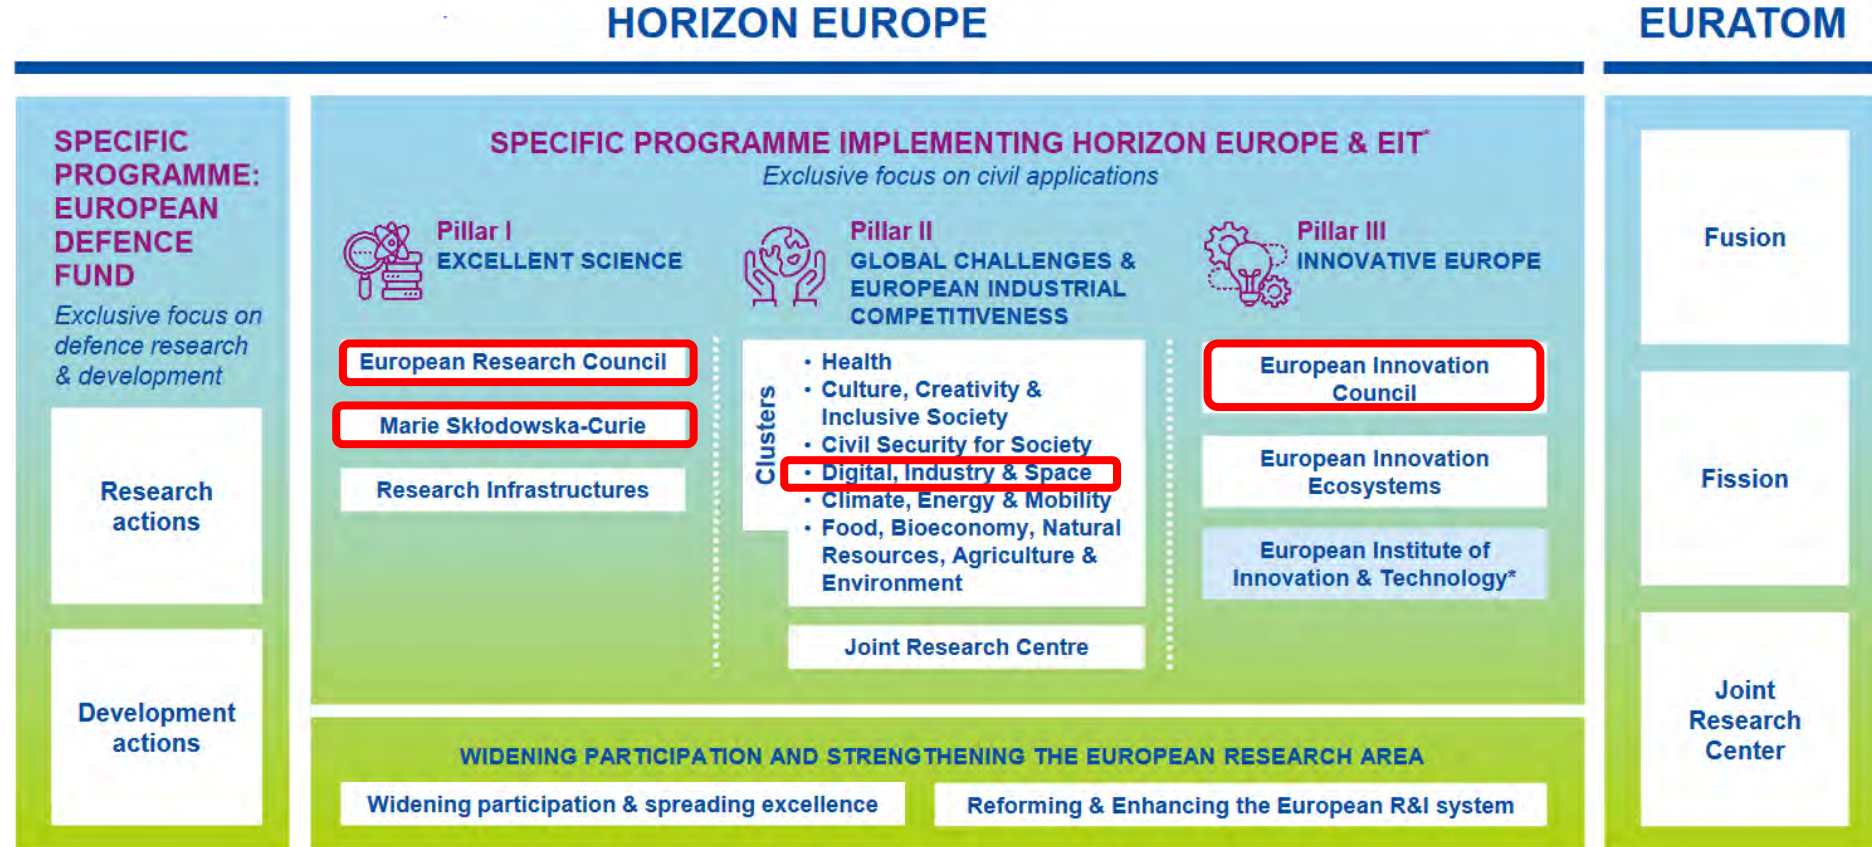 HORIZON EUROPE
EURATOM
SPECIFIC
PROGRAMME:
EUROPEAN
DEFENCE
FUND
Exclusive focus on
defence research
& development
Research
actions
Development
actions
SPECIFIC PROGRAMME IMPLEMENTING HORIZON EUROPE & EIT*
Exclusive focus on civil applications
Pillar I
EXCELLENT SCIENCE
European Research Council
Marie Skłodowska-Curie
Research Infrastructures
Pillar II
GLOBAL CHALLENGES &
EUROPEAN INDUSTRIAL
COMPETITIVENESS
Clusters
• Health
• Culture, Creativity &
Inclusive Society
• Civil Security for Society
• Digital, Industry & Space
• Climate, Energy & Mobility
• Food, Bioeconomy, Natural
Resources, Agriculture &
Environment
Joint Research Centre
Pillar III
INNOVATIVE EUROPE
European Innovation
Council
European Innovation
Ecosystems
European Institute of
Innovation & Technology*
WIDENING PARTICIPATION AND STRENGTHENING THE EUROPEAN RESEARCH AREA
Widening participation & spreading excellence
Reforming & Enhancing the European R&I system
Fusion
Fission
Joint
Research
Center